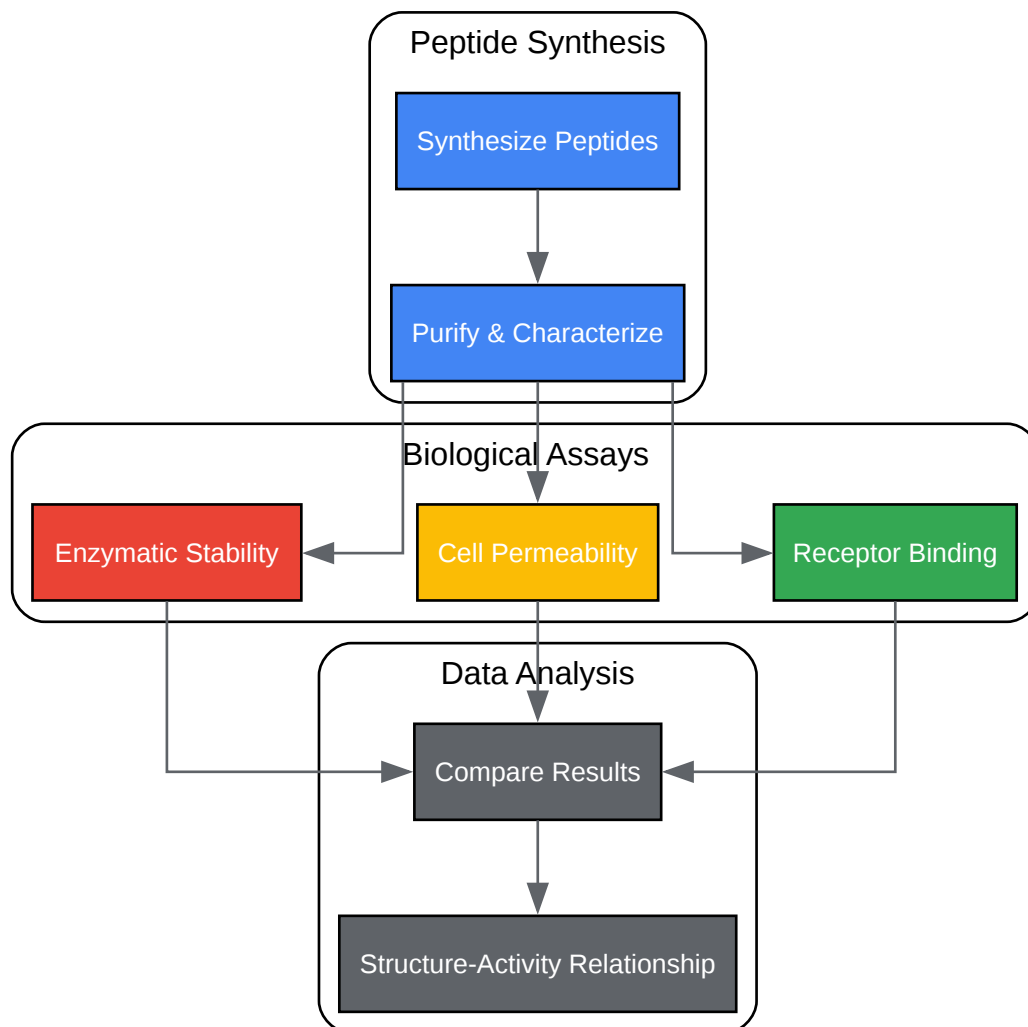 Peptide Synthesis
Synthesize Peptides
Purify & Characterize
Biological Assays
Enzymatic Stability
Cell Permeability
Receptor Binding
Data Analysis
Compare Results
Structure-Activity Relationship